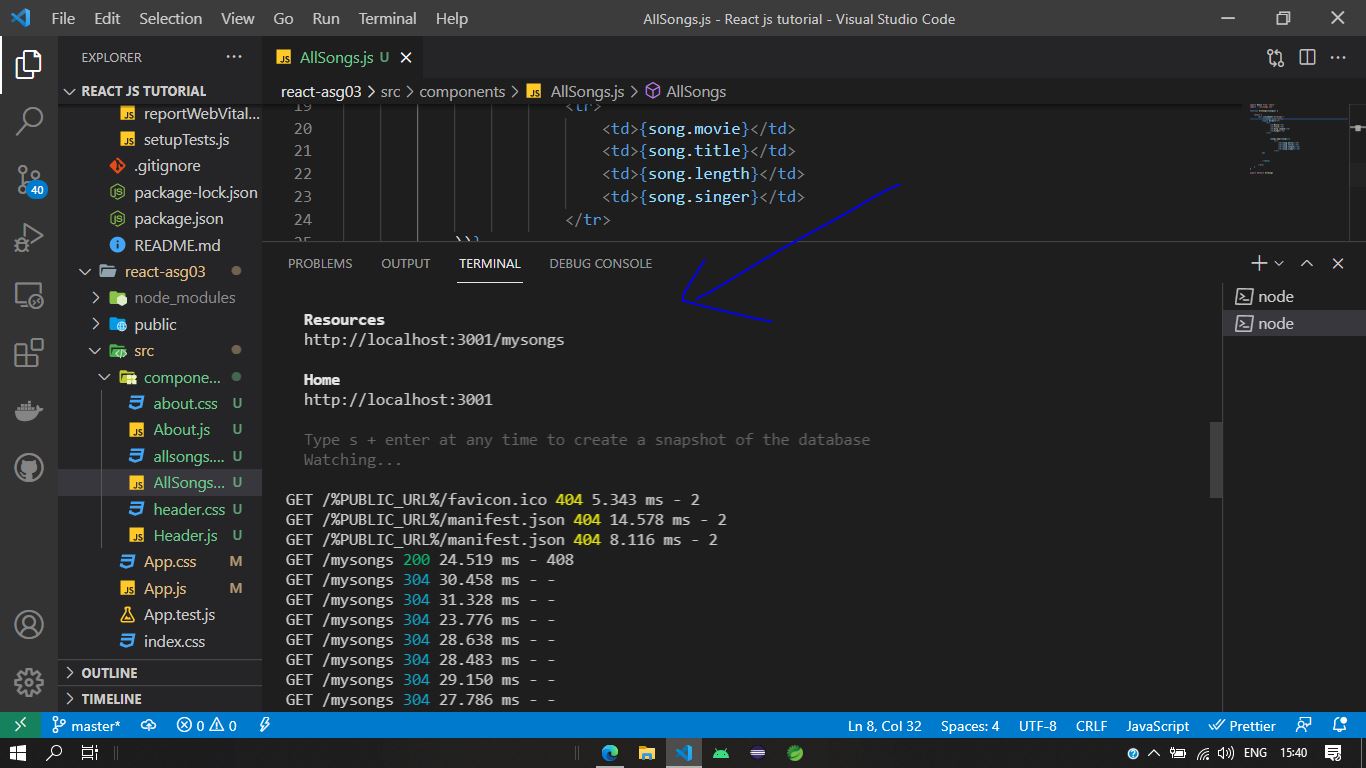 File Edit Selection View Go Run Terminal Help
AllSongs.js - React js tutorial - Visual Studio Code
EXPLORER
REACT JS TUTORIAL
JS reportWebVital...
JS setupTests.js
.gitignore
package-lock.json
package.json
README.md
react-asg03
node_modules
public
src
compone...
about.css U
JS About.js U
allsongs.... U
JS AllSongs... U
header.css U
JS Header.js U
App.css M
JS App.js M
App.test.js
index.css
OUTLINE
TIMELINE
40
JS AllSongs.js U
react-asg03 > src > components > JS AllSongs.js > AllSongs
19 <tr>
20 <td>{song.movie}</td>
21 <td>{song.title}</td>
22 <td>{song.length}</td>
23 <td>{song.singer}</td>
24 </tr>
25 ))}
PROBLEMS OUTPUT TERMINAL DEBUG CONSOLE
node
node
Resources
http://localhost:3001/mysongs
Home
http://localhost:3001
Type s + enter at any time to create a snapshot of the database
Watching...
GET /%PUBLIC_URL%/favicon.ico 404 5.343 ms - 2
GET /%PUBLIC_URL%/manifest.json 404 14.578 ms - 2
GET /%PUBLIC_URL%/manifest.json 404 8.116 ms - 2
GET /mysongs 200 24.519 ms - 408
GET /mysongs 304 30.458 ms - -
GET /mysongs 304 31.328 ms - -
GET /mysongs 304 23.776 ms - -
GET /mysongs 304 28.638 ms - -
GET /mysongs 304 28.483 ms - -
GET /mysongs 304 29.150 ms - -
GET /mysongs 304 27.786 ms - -
master* 0 0 Ln 8, Col 32 Spaces: 4 UTF-8 CRLF JavaScript Prettier
ENG 15:40